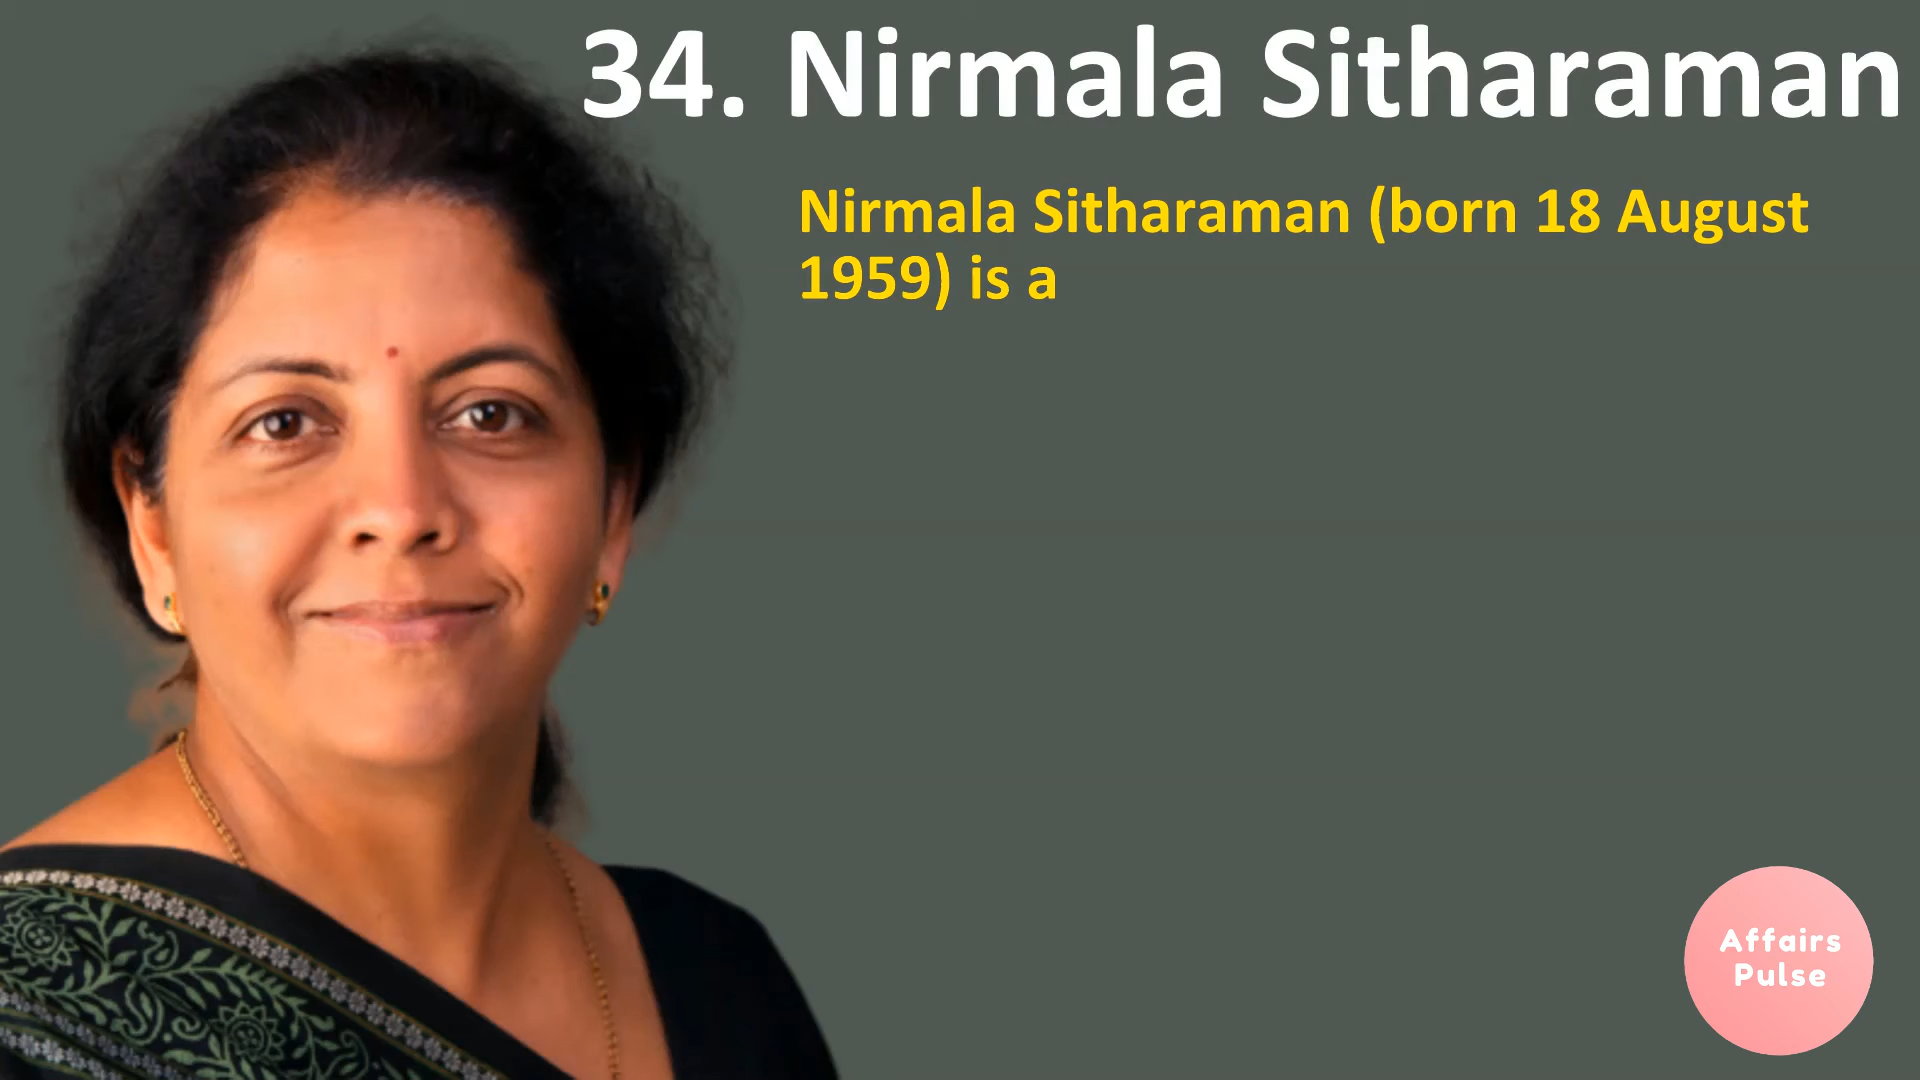 34. Nirmala Sitharaman
Nirmala Sitharaman (born 18 August
1959) is a
Affairs
Pulse